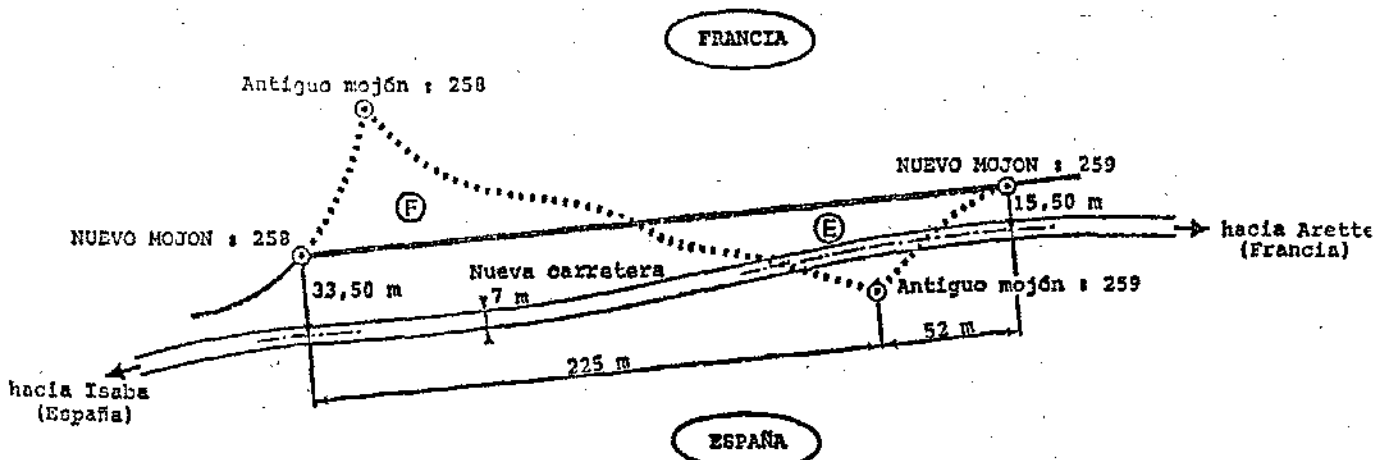 FRANCIA
Antiguo mojón : 258
NUEVO MOJON : 259
F
E
15,50 m
NUEVO MOJON : 258
hacia Arette
(Francia)
33,50 m
Nueva carretera
7 m
Antiguo mojón : 259
52 m
225 m
hacia Isaba
(España)
ESPAÑA